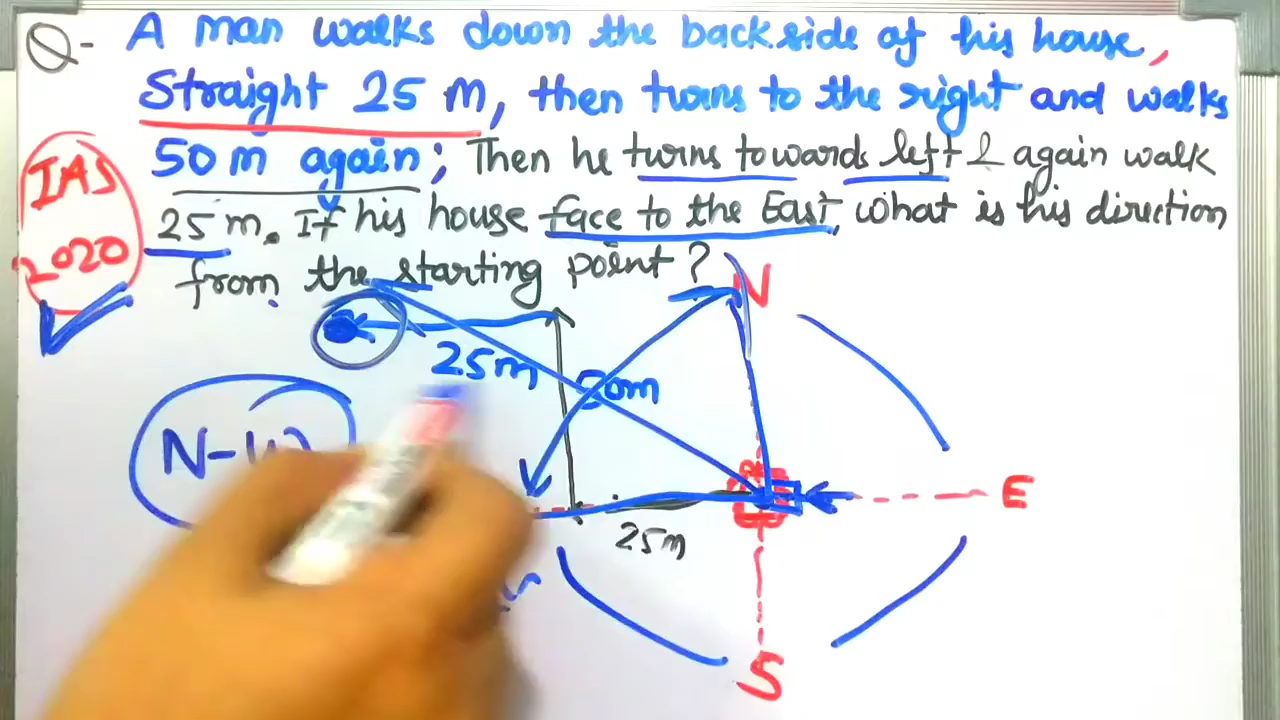 Q- A man walks down the backside of his house,
Straight 25 M, then turns to the right and walks
50 m again; Then he turns towards left & again walk
25 m. If his house face to the East, What is his direction
from the starting point?
IAS
2020
N
25m
50m
N-W
E
25m
S